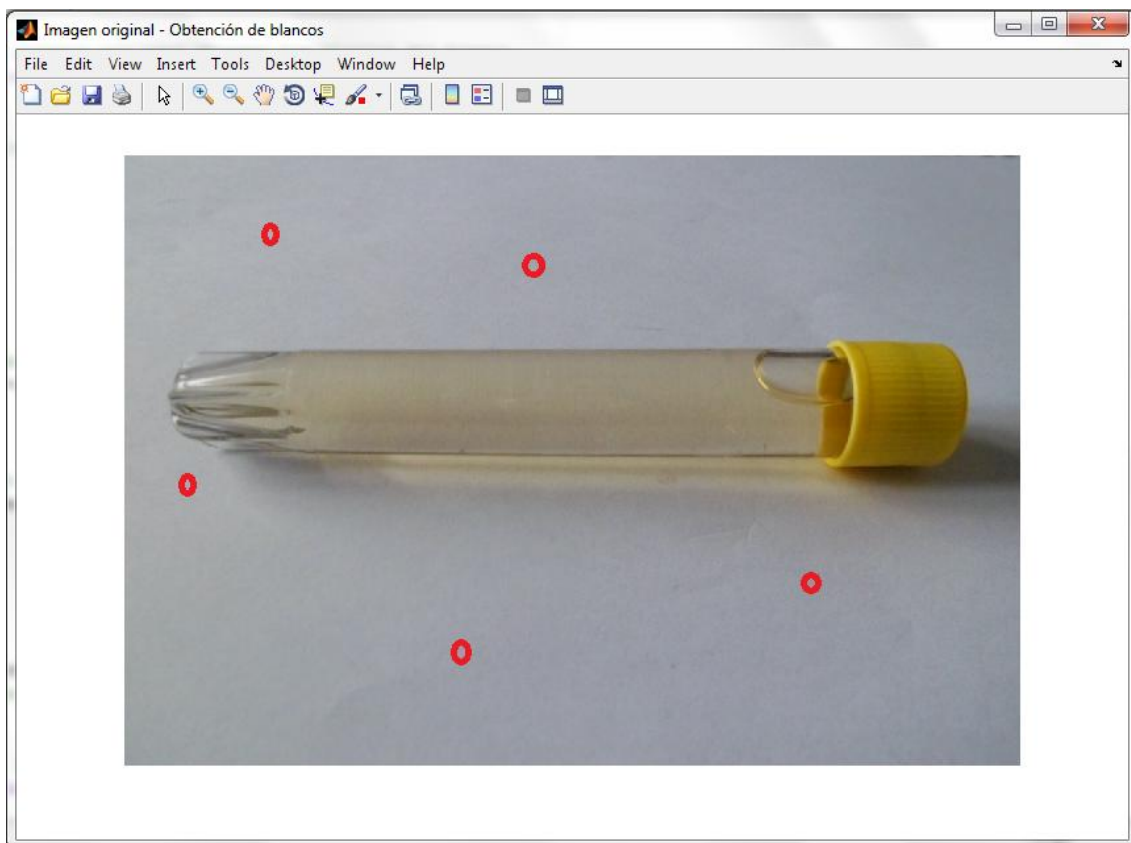 Imagen original - Obtención de blancos
File Edit View Insert Tools Desktop Window Help